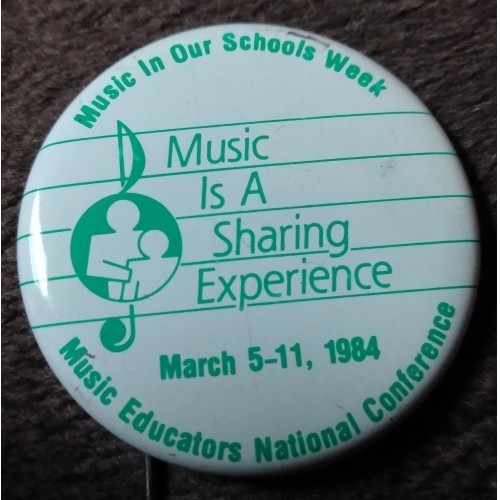 Music In Our Schools Week
Music
Is A
Sharing
Experience
March 5-11, 1984
Music Educators National Conference